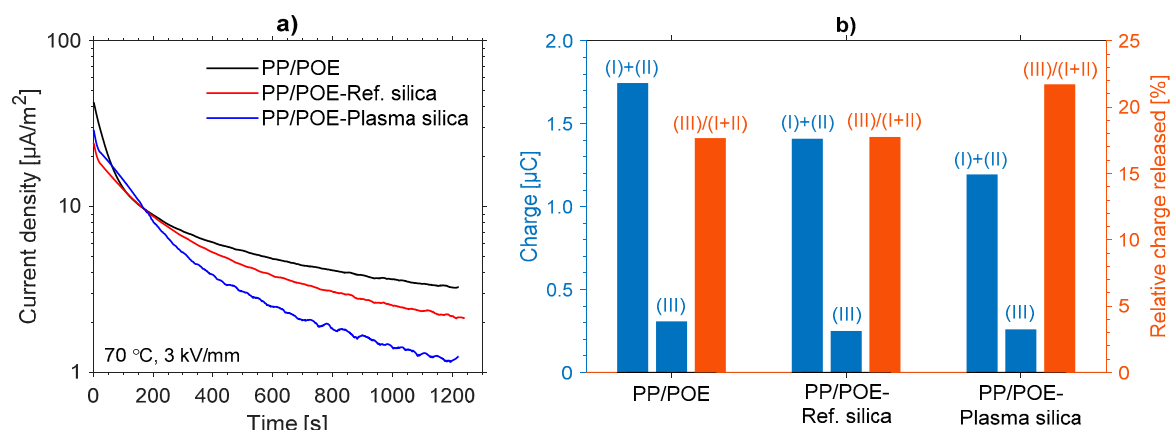 a)
100
10
1
Current density [µA/m²]
PP/POE
PP/POE-Ref. silica
PP/POE-Plasma silica
70 °C, 3 kV/mm
0 200 400 600 800 1000 1200
Time [s]
b)
2.0
1.5
1.0
0.5
0
Charge [µC]
(I)+(II)
(III)
(III)/(I+II)
(I)+(II)
(III)
(III)/(I+II)
(I)+(II)
(III)
(III)/(I+II)
25
20
15
10
5
0
Relative charge released [%]
PP/POE
PP/POE-
Ref. silica
PP/POE-
Plasma silica